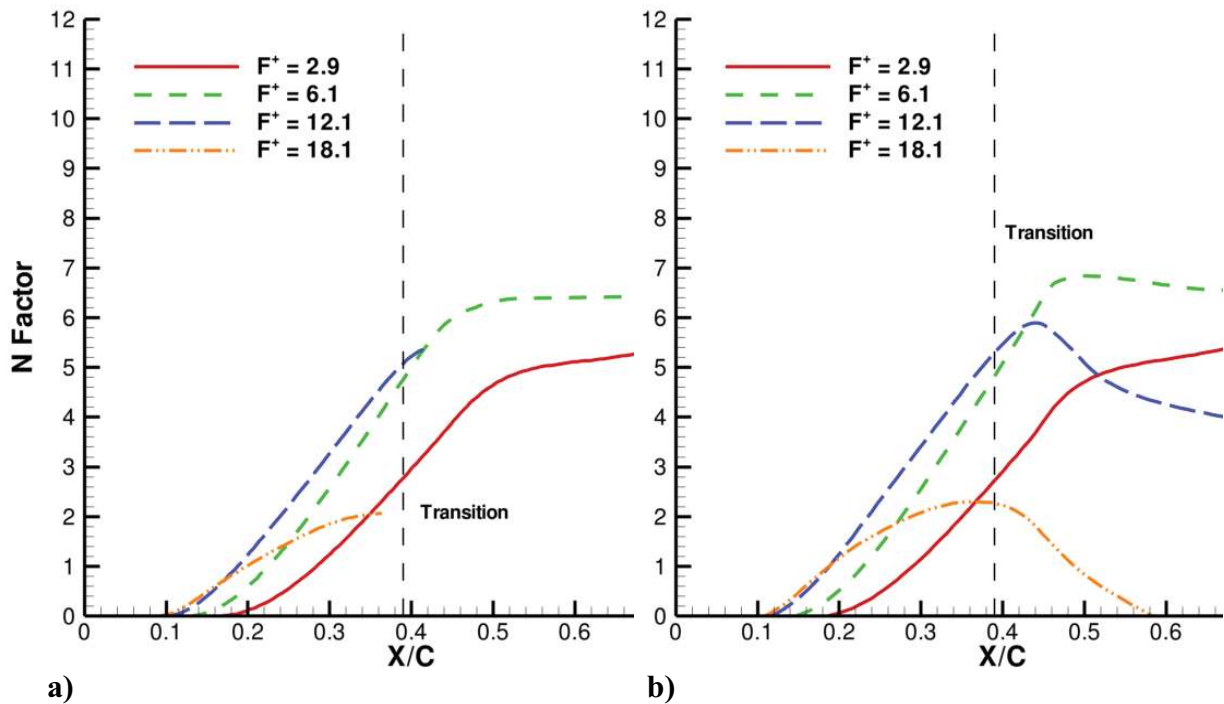 12
11
10
9
8
7
6
5
4
3
2
1
0
N Factor
F+ = 2.9
F+ = 6.1
F+ = 12.1
F+ = 18.1
Transition
0 0.1 0.2 0.3 0.4 0.5 0.6
X/C
a)
12
11
10
9
8
7
6
5
4
3
2
1
0
F+ = 2.9
F+ = 6.1
F+ = 12.1
F+ = 18.1
Transition
0 0.1 0.2 0.3 0.4 0.5 0.6
X/C
b)